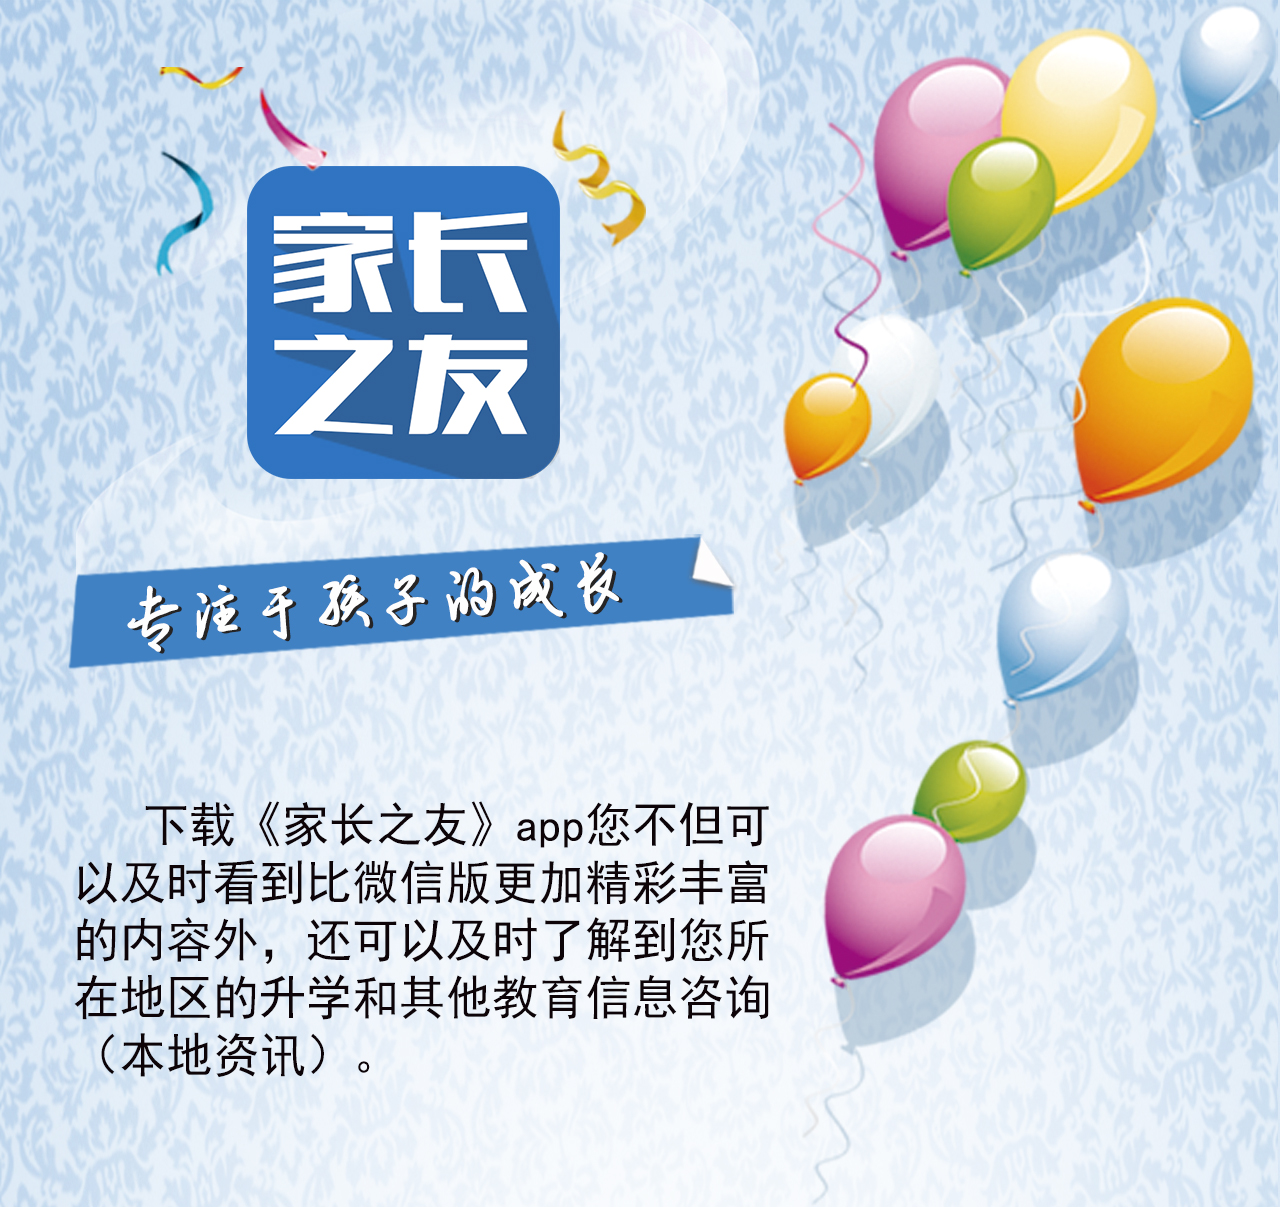 家长
之友
专注于孩子的成长
下载《家长之友》app您不但可
以及时看到比微信版更加精彩丰富
的内容外，还可以及时了解到您所
在地区的升学和其他教育信息咨询
（本地资讯）。